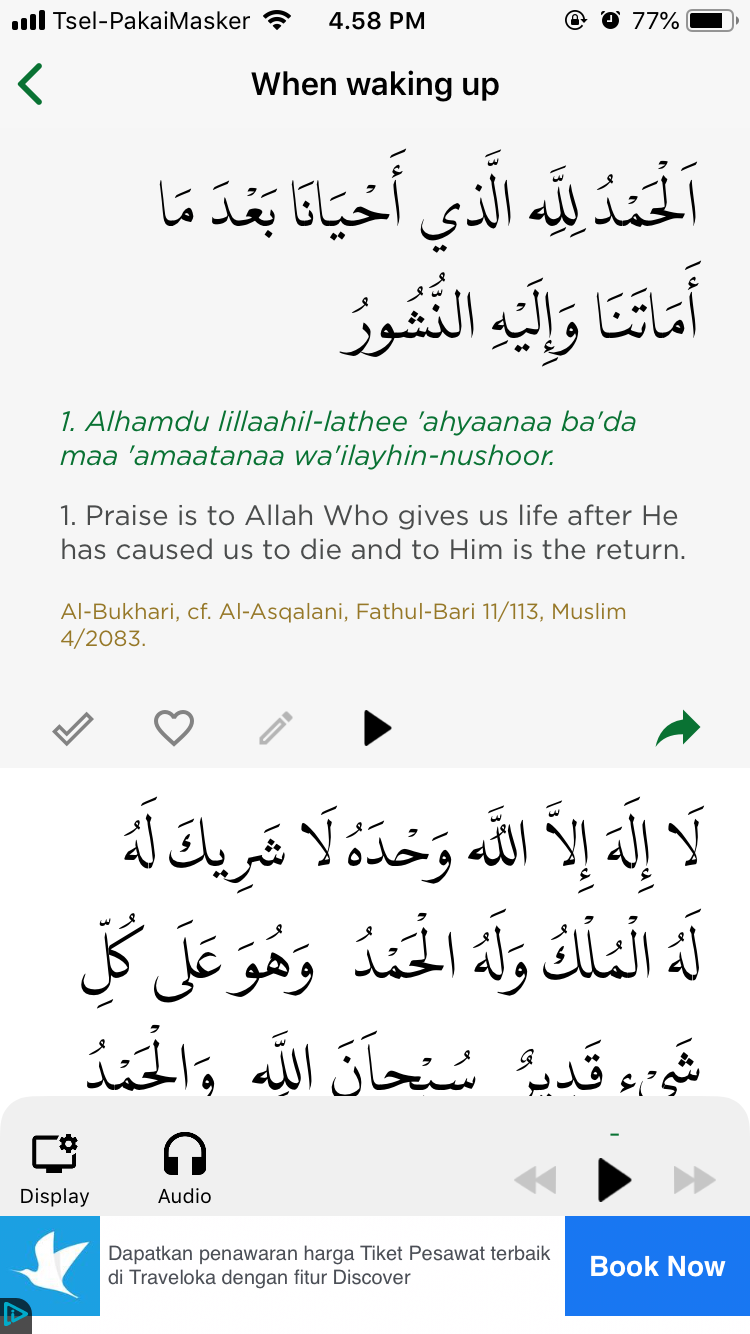 Tsel-PakaiMasker 4.58 PM 77%
When waking up
اَلْحَمْدُ لِلَّهِ الَّذِي أَحْيَانَا بَعْدَ مَا
أَمَاتَنَا وَإِلَيْهِ النُّشُورُ
1. Alhamdu lillaahil-lathee 'ahyaanaa ba'da
maa 'amaatanaa wa'ilayhin-nushoor.
1. Praise is to Allah Who gives us life after He
has caused us to die and to Him is the return.
Al-Bukhari, cf. Al-Asqalani, Fathul-Bari 11/113, Muslim
4/2083.
لَا إِلَهَ إِلاَّ اللَّهُ وَحْدَهُ لَا شَرِيكَ لَهُ
لَهُ الْمُلْكُ وَلَهُ الْحَمْدُ وَهُوَ عَلَى كُلِّ
شَيْءٍ قَدِيرٌ سُبْحاَنَ اللَّهِ وَالْحَمْدُ
-
Display Audio
Dapatkan penawaran harga Tiket Pesawat terbaik
di Traveloka dengan fitur Discover
Book Now